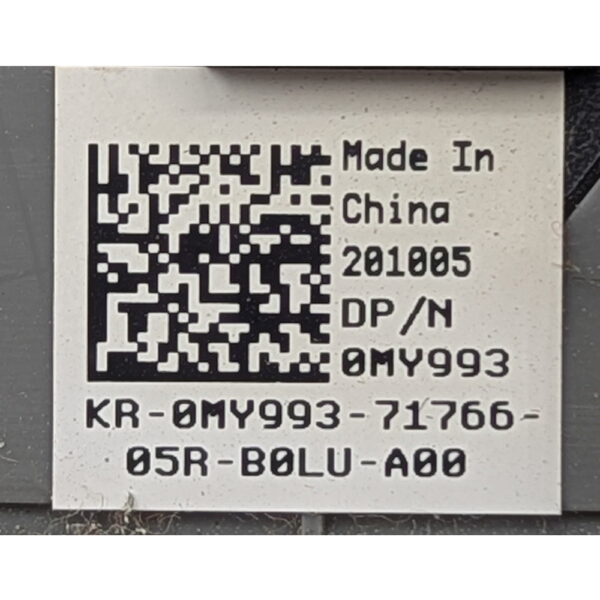 Made In
China
201005
DP/N
0MY993
KR-0MY993-71766-
05R-B0LU-A00